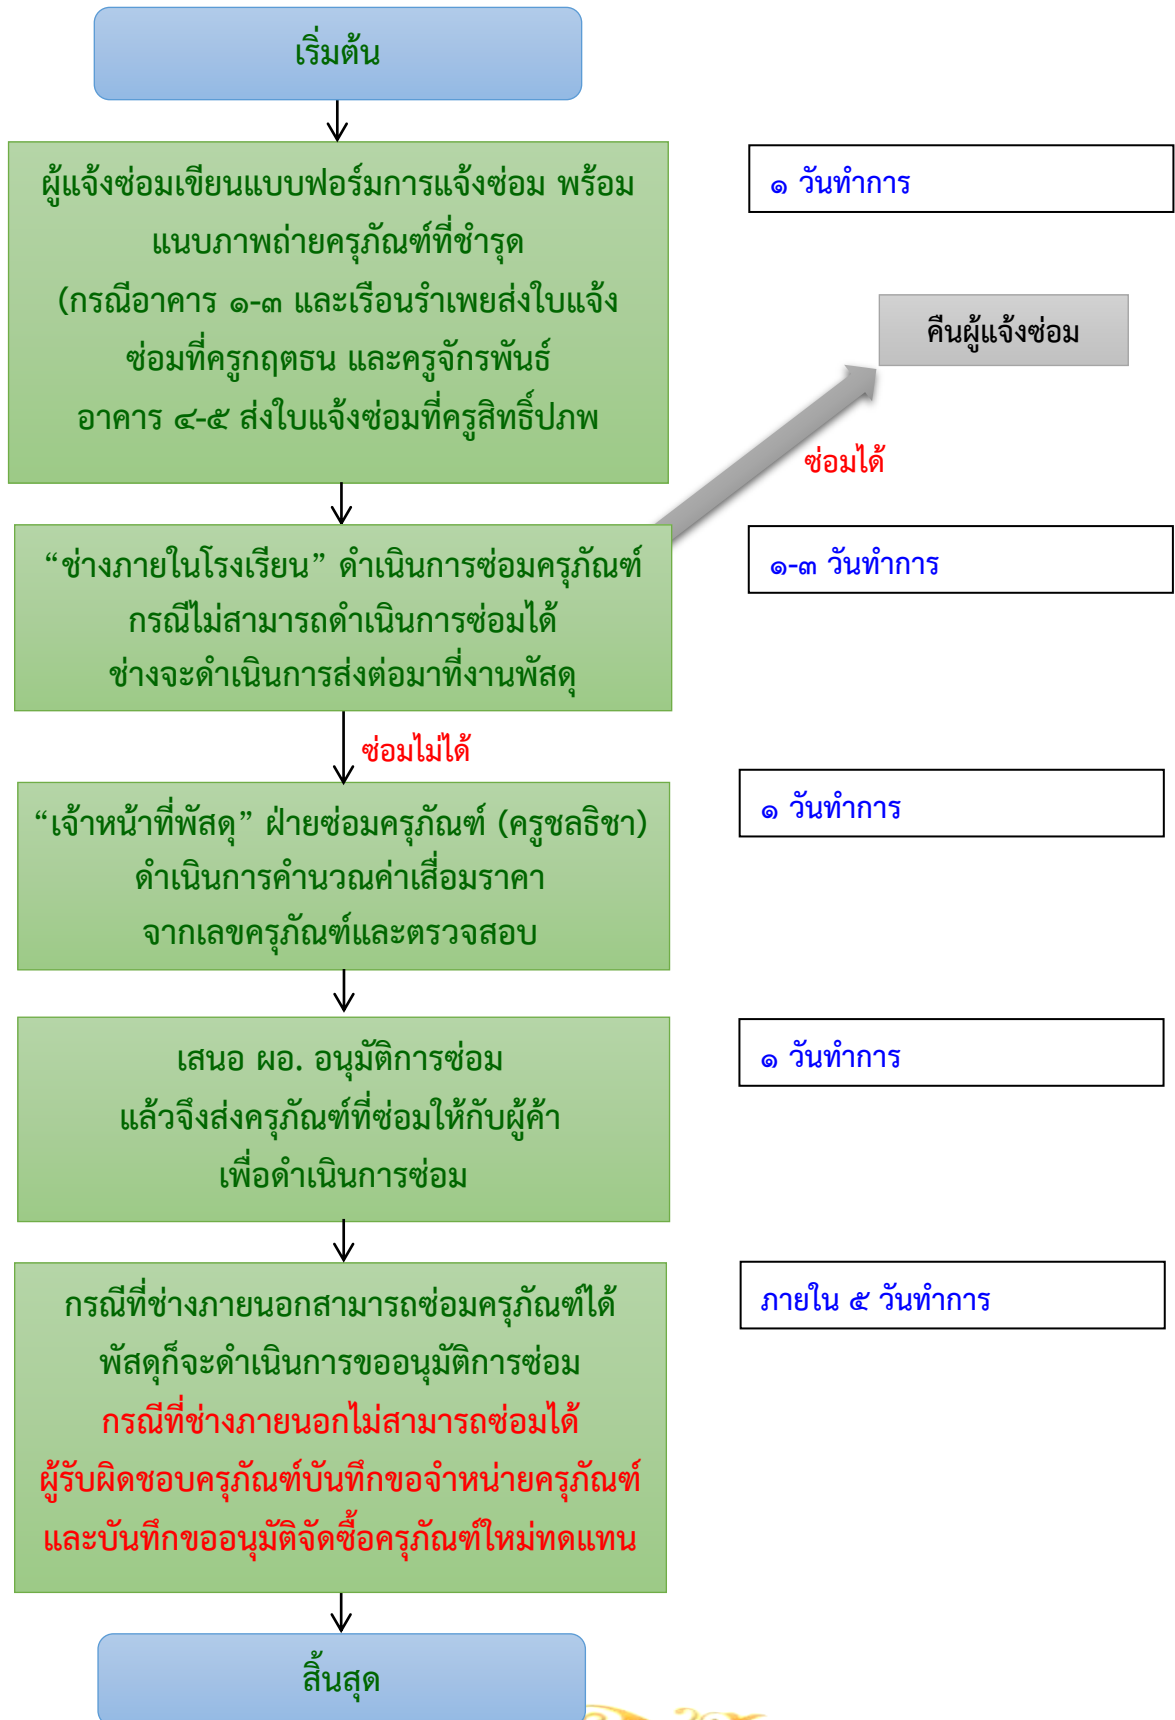 เริ่มต้น
ผู้แจ้งซ่อมเขียนแบบฟอร์มการแจ้งซ่อม พร้อม
แนบภาพถ่ายครุภัณฑ์ที่ชำรุด
(กรณีอาคาร ๑-๓ และเรือนรำเพยส่งใบแจ้ง
ซ่อมที่ครูกฤตธน และครูจักรพันธ์
อาคาร ๔-๕ ส่งใบแจ้งซ่อมที่ครูสิทธิ์ปภพ
๑ วันทำการ
คืนผู้แจ้งซ่อม
ซ่อมได้
“ช่างภายในโรงเรียน” ดำเนินการซ่อมครุภัณฑ์
กรณีไม่สามารถดำเนินการซ่อมได้
ช่างจะดำเนินการส่งต่อมาที่งานพัสดุ
๑-๓ วันทำการ
ซ่อมไม่ได้
“เจ้าหน้าที่พัสดุ” ฝ่ายซ่อมครุภัณฑ์ (ครูชลธิชา)
ดำเนินการคำนวณค่าเสื่อมราคา
จากเลขครุภัณฑ์และตรวจสอบ
๑ วันทำการ
เสนอ ผอ. อนุมัติการซ่อม
แล้วจึงส่งครุภัณฑ์ที่ซ่อมให้กับผู้ค้า
เพื่อดำเนินการซ่อม
๑ วันทำการ
กรณีที่ช่างภายนอกสามารถซ่อมครุภัณฑ์ได้
พัสดุก็จะดำเนินการขออนุมัติการซ่อม
กรณีที่ช่างภายนอกไม่สามารถซ่อมได้
ผู้รับผิดชอบครุภัณฑ์บันทึกขอจำหน่ายครุภัณฑ์
และบันทึกขออนุมัติจัดซื้อครุภัณฑ์ใหม่ทดแทน
ภายใน ๕ วันทำการ
สิ้นสุด